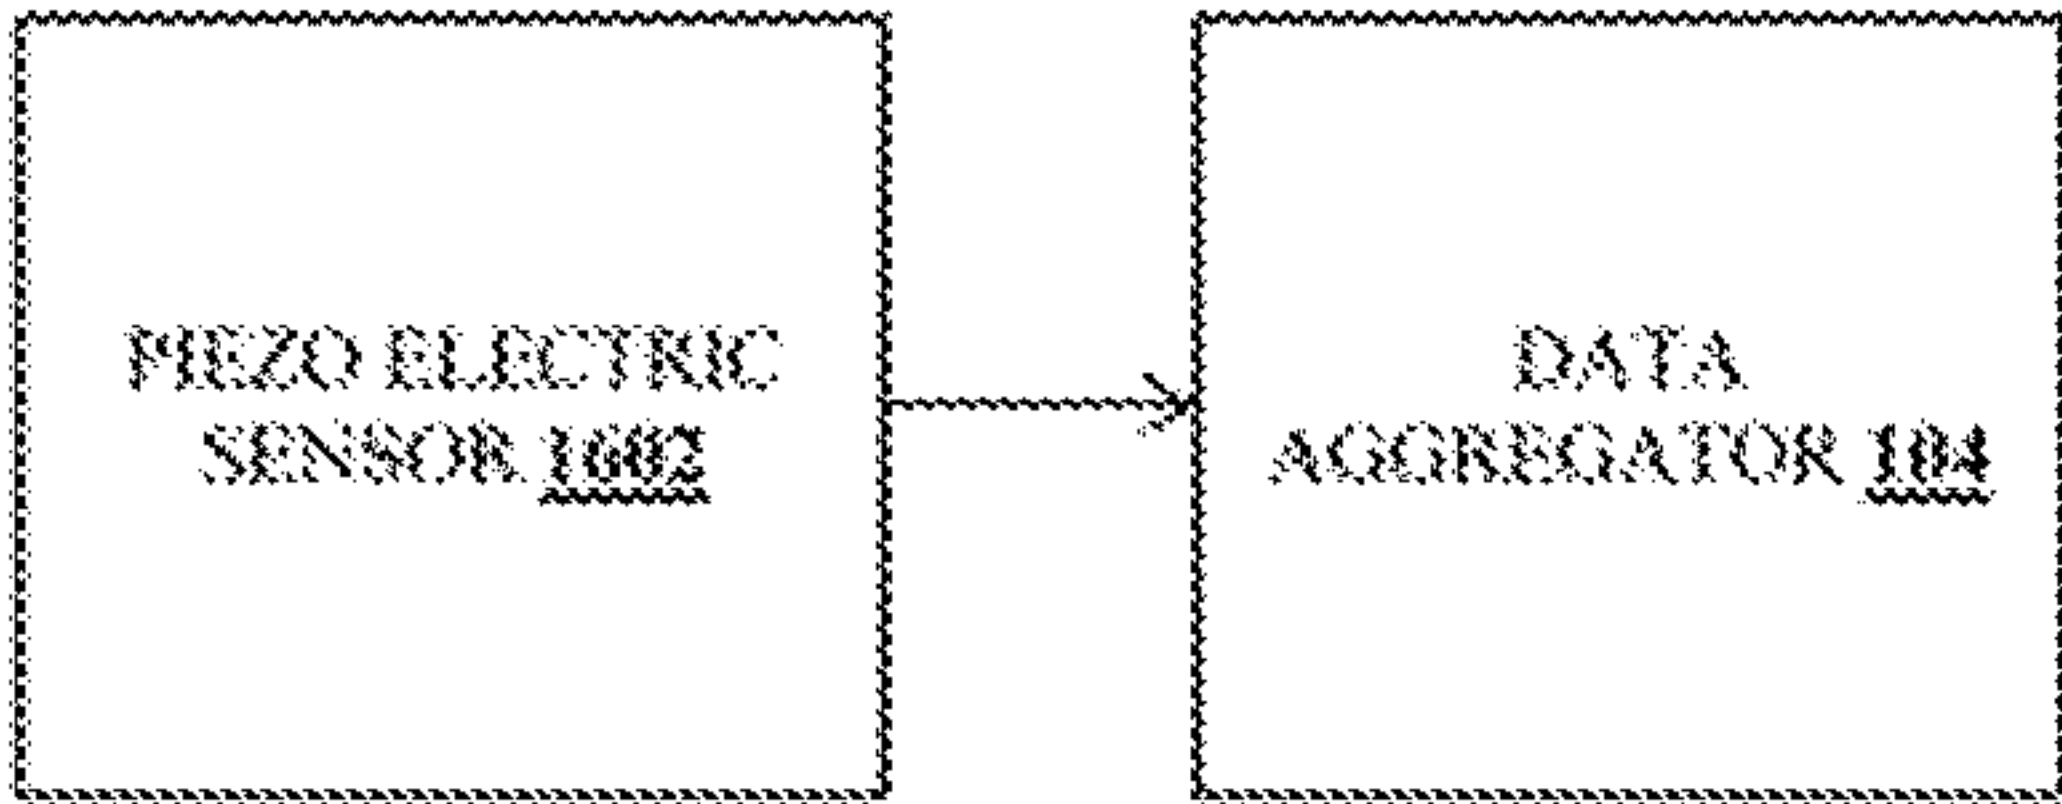 PIEZO ELECTRIC
SENSOR 1602
DATA
AGGREGATOR 104